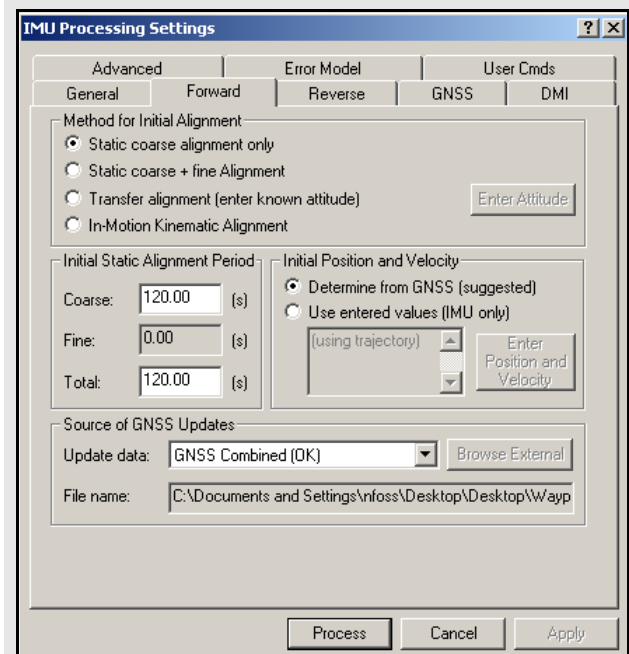 IMU Processing Settings
Advanced Error Model User Cmds
General Forward Reverse GNSS DMI
Method for Initial Alignment
Static coarse alignment only
Static coarse + fine Alignment
Transfer alignment (enter known attitude) Enter Attitude
In-Motion Kinematic Alignment
Initial Static Alignment Period
Coarse: 120.00 (s)
Fine: 0.00 (s)
Total: 120.00 (s)
Initial Position and Velocity
Determine from GNSS (suggested)
Use entered values (IMU only)
(using trajectory)
Enter
Position and
Velocity
Source of GNSS Updates
Update data: GNSS Combined (OK) Browse External
File name: C:\Documents and Settings\nfoss\Desktop\Desktop\Wayp
Process Cancel Apply